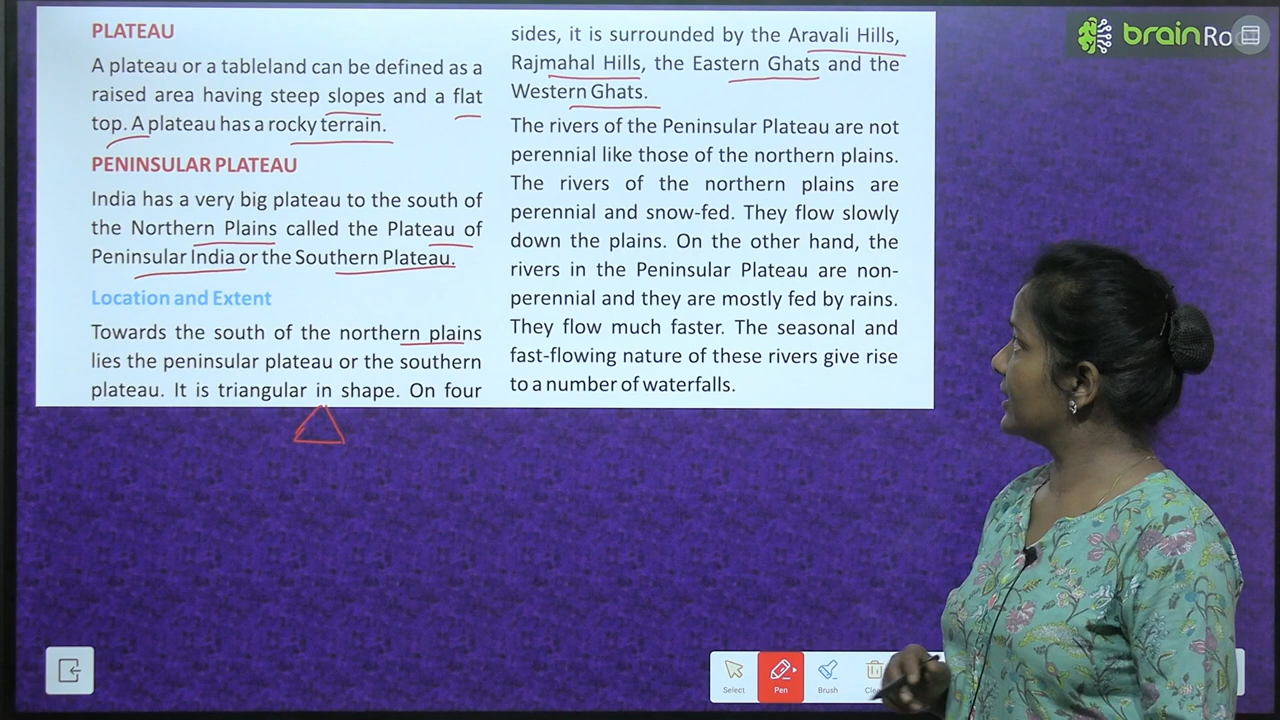 PLATEAU
A plateau or a tableland can be defined as a
raised area having steep slopes and a flat
top. A plateau has a rocky terrain.
PENINSULAR PLATEAU
India has a very big plateau to the south of
the Northern Plains called the Plateau of
Peninsular India or the Southern Plateau.
Location and Extent
Towards the south of the northern plains
lies the peninsular plateau or the southern
plateau. It is triangular in shape. On four
sides, it is surrounded by the Aravali Hills,
Rajmahal Hills, the Eastern Ghats and the
Western Ghats.
The rivers of the Peninsular Plateau are not
perennial like those of the northern plains.
The rivers of the northern plains are
perennial and snow-fed. They flow slowly
down the plains. On the other hand, the
rivers in the Peninsular Plateau are non-
perennial and they are mostly fed by rains.
They flow much faster. The seasonal and
fast-flowing nature of these rivers give rise
to a number of waterfalls.
brainRo
Select Pen Brush